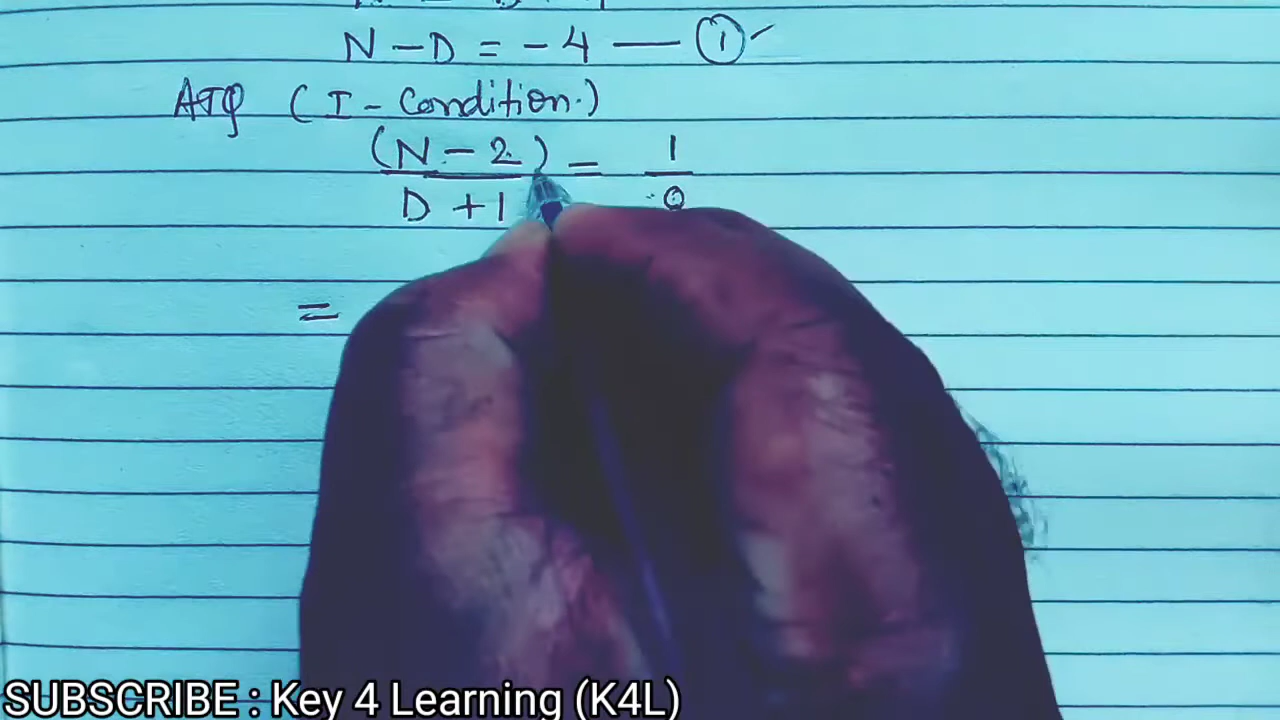 N - D = - 4 — ①
ATQ (I - Condition.)
(N - 2) = 1
D + 1
=
SUBSCRIBE : Key 4 Learning (K4L)